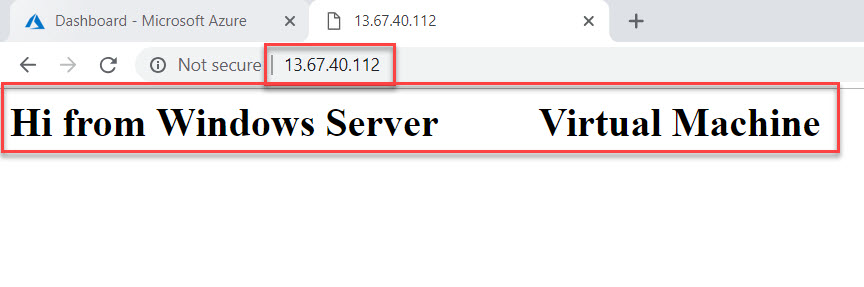 Dashboard - Microsoft Azure
13.67.40.112
Not secure | 13.67.40.112
Hi from Windows Server Virtual Machine